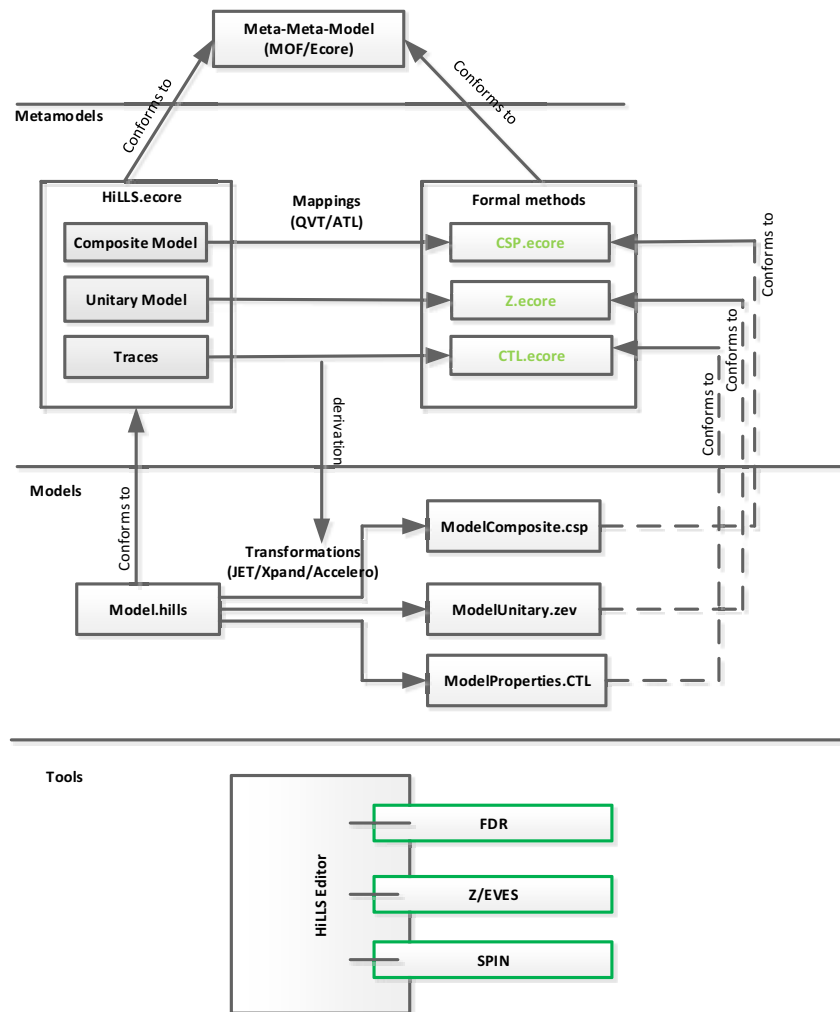 Meta-Meta-Model
(MOF/Ecore)
Conforms to
Conforms to
Metamodels
HiLLS.ecore
Mappings
(QVT/ATL)
Formal methods
Composite Model
CSP.ecore
Unitary Model
Z.ecore
Traces
CTL.ecore
Conforms to
Conforms to
Conforms to
derivation
Models
Conforms to
Transformations
(JET/Xpand/Accelero)
ModelComposite.csp
Model.hills
ModelUnitary.zev
ModelProperties.CTL
Tools
HiLLS Editor
FDR
Z/EVES
SPIN